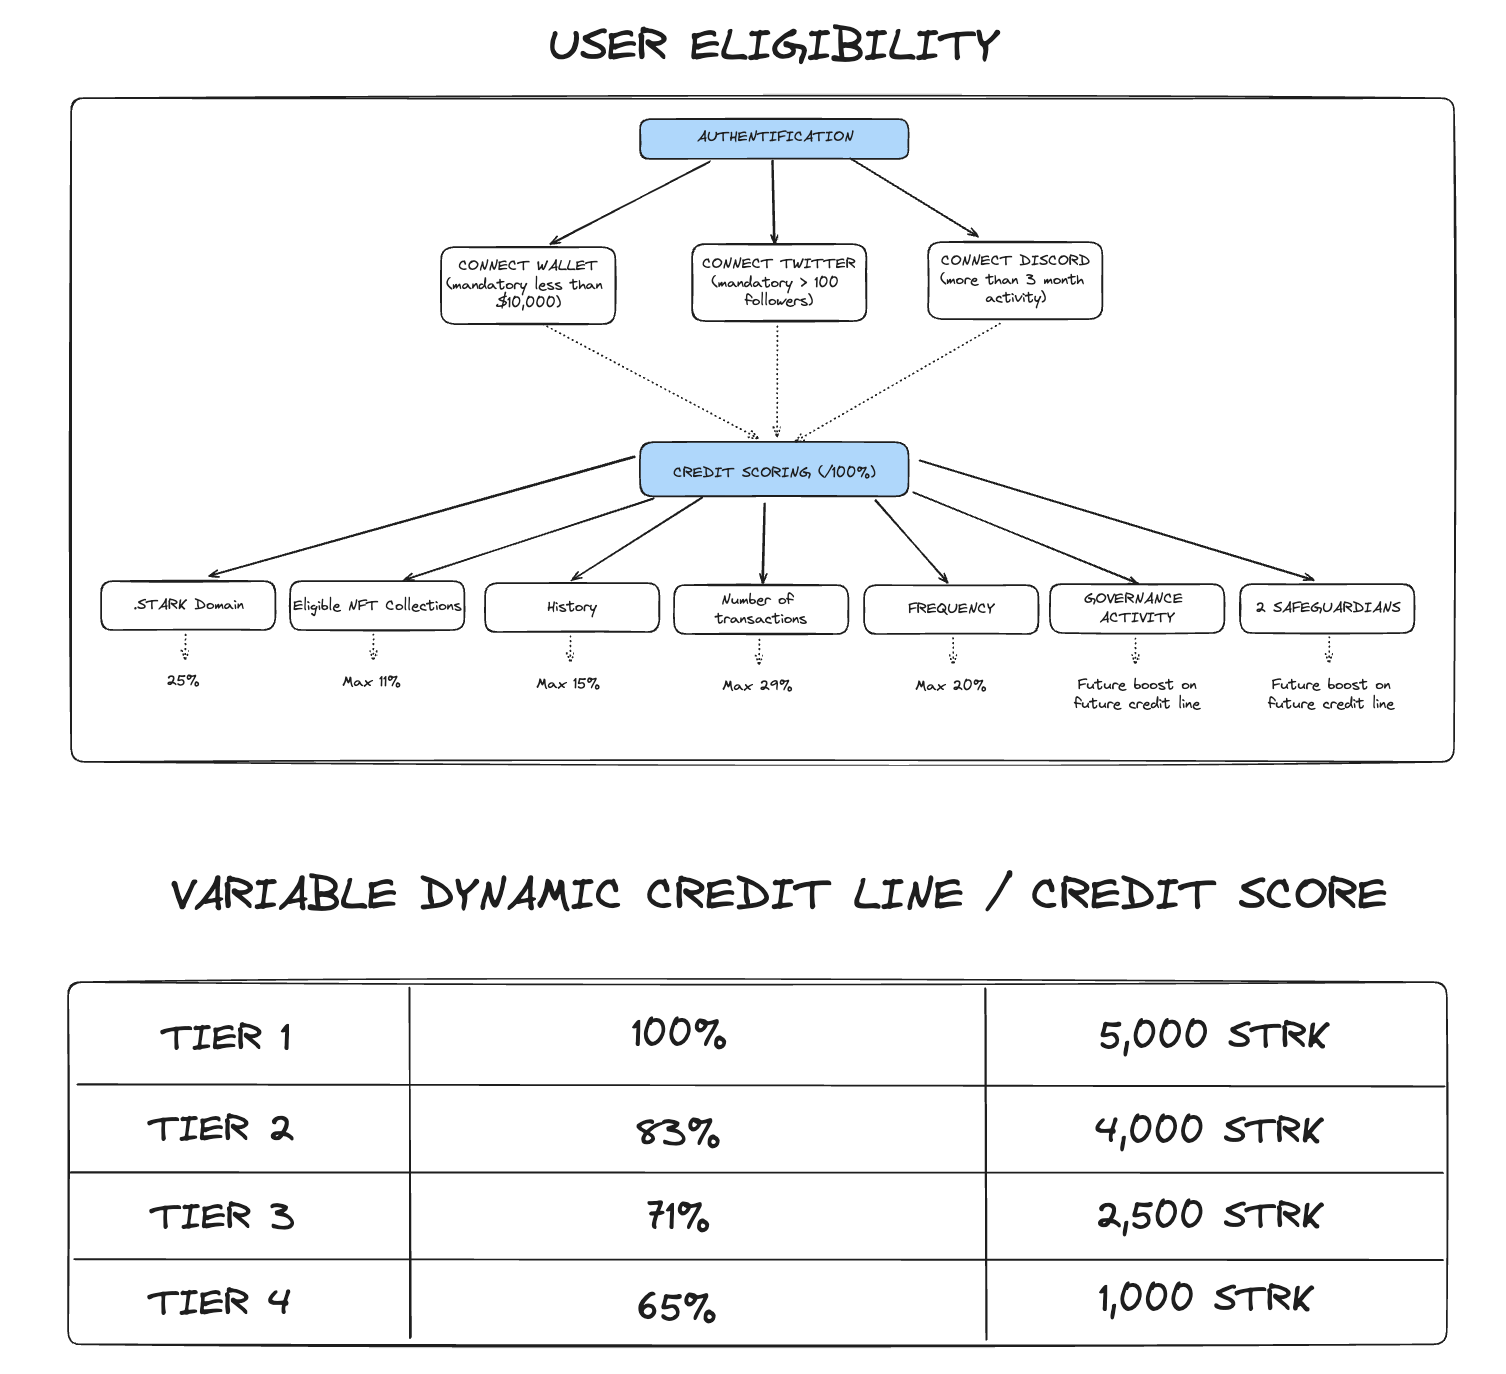 USER ELIGIBILITY
AUTHENTIFICATION
CONNECT WALLET
(mandatory less than
$10,000)
CONNECT TWITTER
(mandatory > 100
followers)
CONNECT DISCORD
(more than 3 month
activity)
CREDIT SCORING (/100%)
.STARK Domain
Eligible NFT Collections
History
Number of
transactions
FREQUENCY
GOVERNANCE
ACTIVITY
2 SAFEGUARDIANS
25%
Max 11%
Max 15%
Max 29%
Max 20%
Future boost on
future credit line
Future boost on
future credit line
VARIABLE DYNAMIC CREDIT LINE / CREDIT SCORE
TIER 1 100% 5,000 STRK
TIER 2 83% 4,000 STRK
TIER 3 71% 2,500 STRK
TIER 4 65% 1,000 STRK